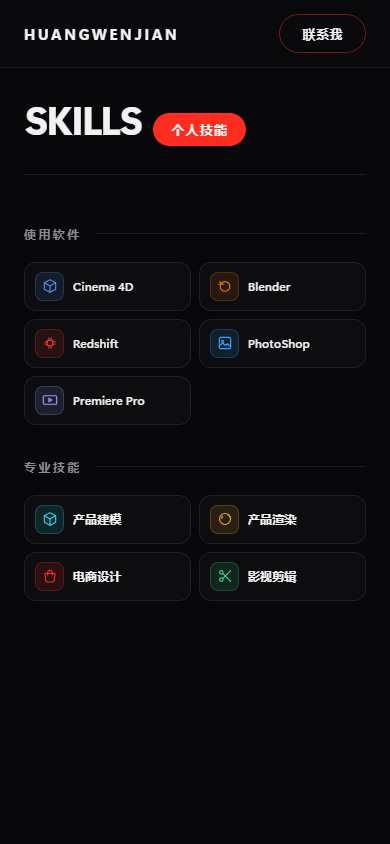 HUANGWENJIAN
联系我
SKILLS
个人技能
使用软件
Cinema 4D
Blender
Redshift
PhotoShop
Premiere Pro
专业技能
产品建模
产品渲染
电商设计
影视剪辑